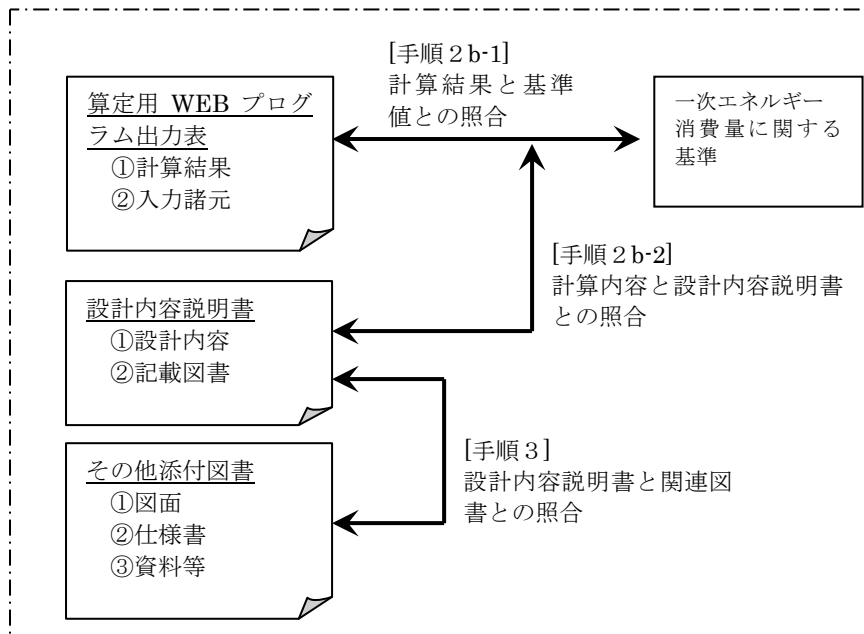 [手順２b-1]
計算結果と基準
値との照合
算定用 WEB プログ
ラム出力表
①計算結果
②入力諸元
一次エネルギー
消費量に関する
基準
[手順２b-2]
計算内容と設計内容説明書
との照合
設計内容説明書
①設計内容
②記載図書
[手順３]
設計内容説明書と関連図
書との照合
その他添付図書
①図面
②仕様書
③資料等